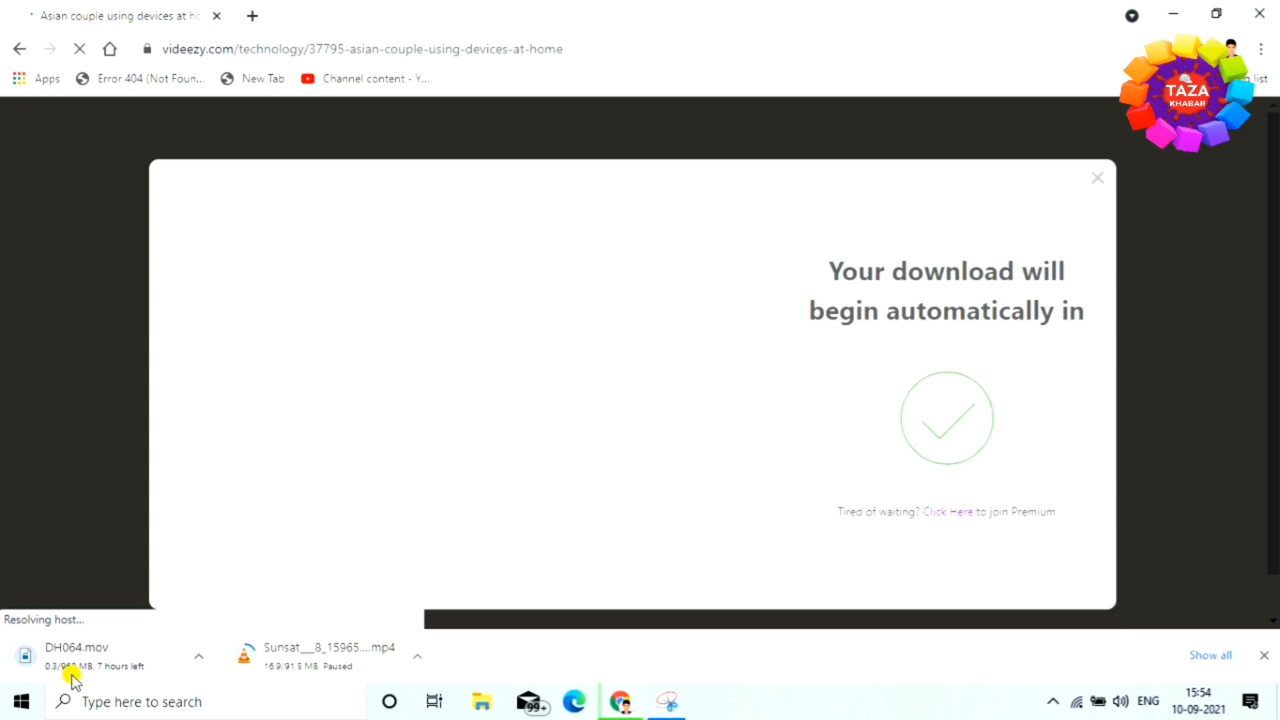 Asian couple using devices at ho
videezy.com/technology/37795-asian-couple-using-devices-at-home
Apps
Error 404 (Not Foun...
New Tab
Channel content - Y...
list
TAZA
KHABAR
Your download will
begin automatically in
Tired of waiting? Click Here to join Premium
Resolving host...
DH064.mov
MB, 7 hours left
Sunsat___8_15965....mp4
16.9/91.5 MB, Paused
Show all
Type here to search
99+
ENG
15:54
10-09-2021